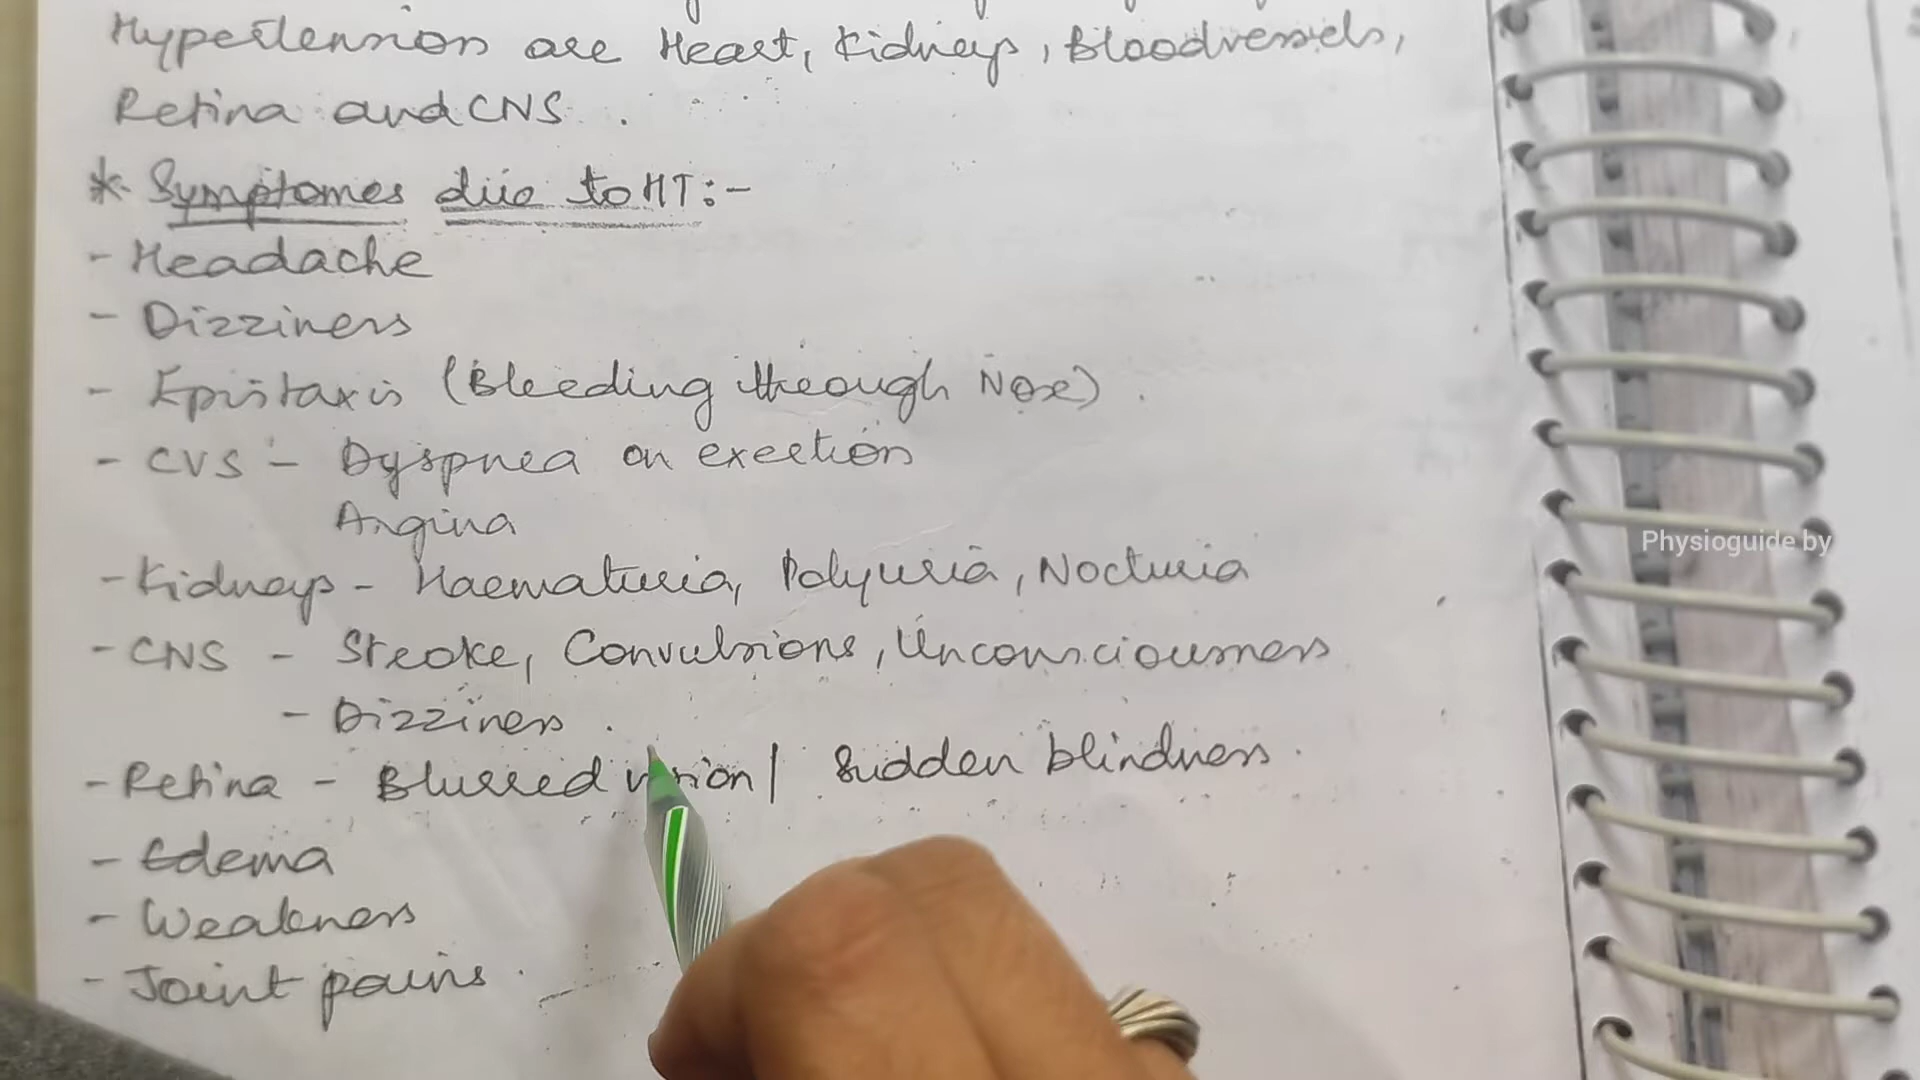 Hypertension are Heart, Kidneys, Bloodvessels,
Retina and CNS.
* Symptomes due to HT:-
- Headache
- Dizziness
- Epistaxis (Bleeding through Nose).
- CVS - Dyspnea on exertion
Angina
- Kidneys - Haematuria, Polyuria, Nocturia
- CNS - Stroke, Convulsions, Unconsciousness
- Dizziness.
- Retina - Blurred vision / Sudden blindness.
- Edema
- Weakness
- Joint pains.
Physioguide by